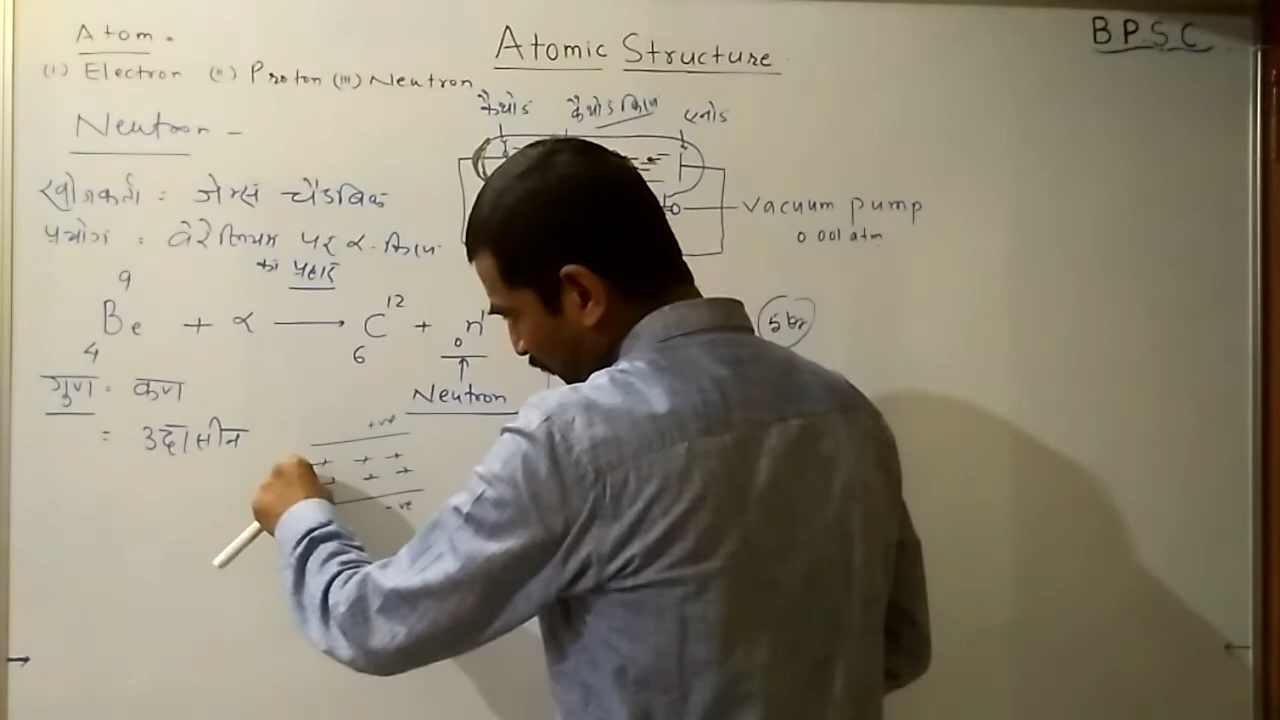 Atom -
(i) Electron (ii) Proton (iii) Neutron
Atomic Structure
BPSC
Neutron -
कैथोड कैथोड किरण एनोड
खोजकर्ता : जेम्स चैडविक
प्रयोग : बेरेलियम पर α-किरण
का प्रहार
Vacuum pump
0.001 atm
9
Be + α ⟶ C 12 + n 1
4 6 0
Neutron
गुण : कण
: उदासीन
+ve
+ + +
+ + +
-ve